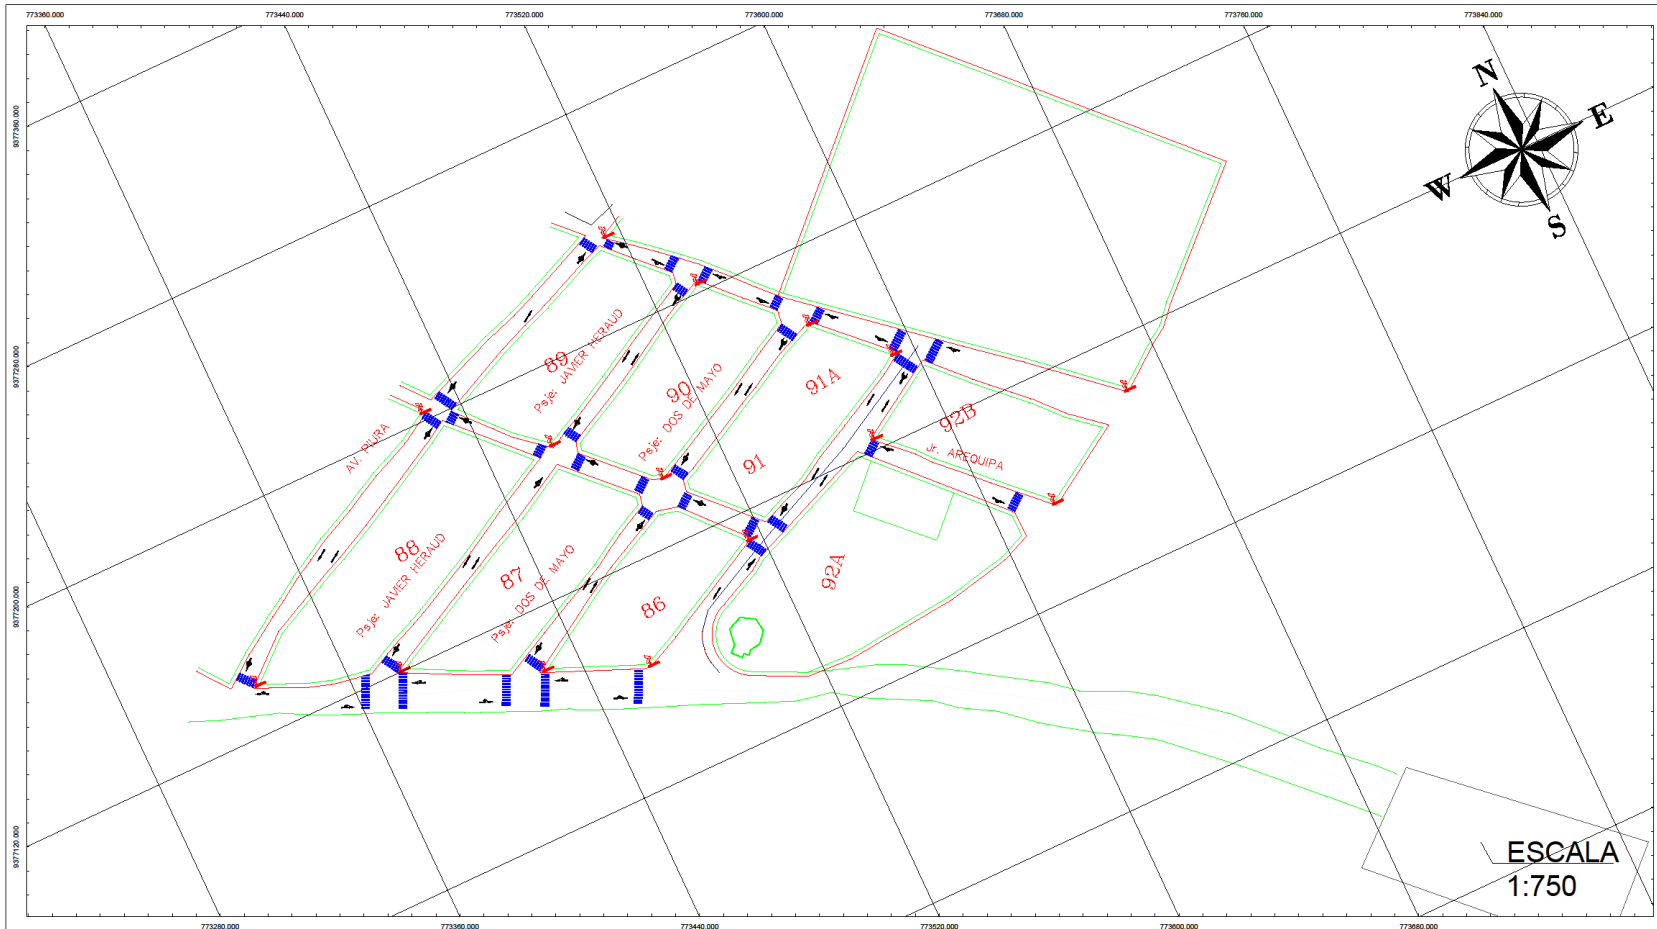 773360.000
773440.000
773520.000
773600.000
773680.000
773760.000
773840.000
N
E
W
S
9377360.000
9377280.000
9377200.000
9377120.000
89
Psje: JAVIER HERAUD
90
Psje: DOS DE MAYO
91A
92B
Jr. AREQUIPA
AV. PIURA
91
88
Psje: JAVIER HERAUD
87
Psje: DOS DE MAYO
86
92A
ESCALA
1:750
773280.000
773360.000
773440.000
773520.000
773600.000
773680.000